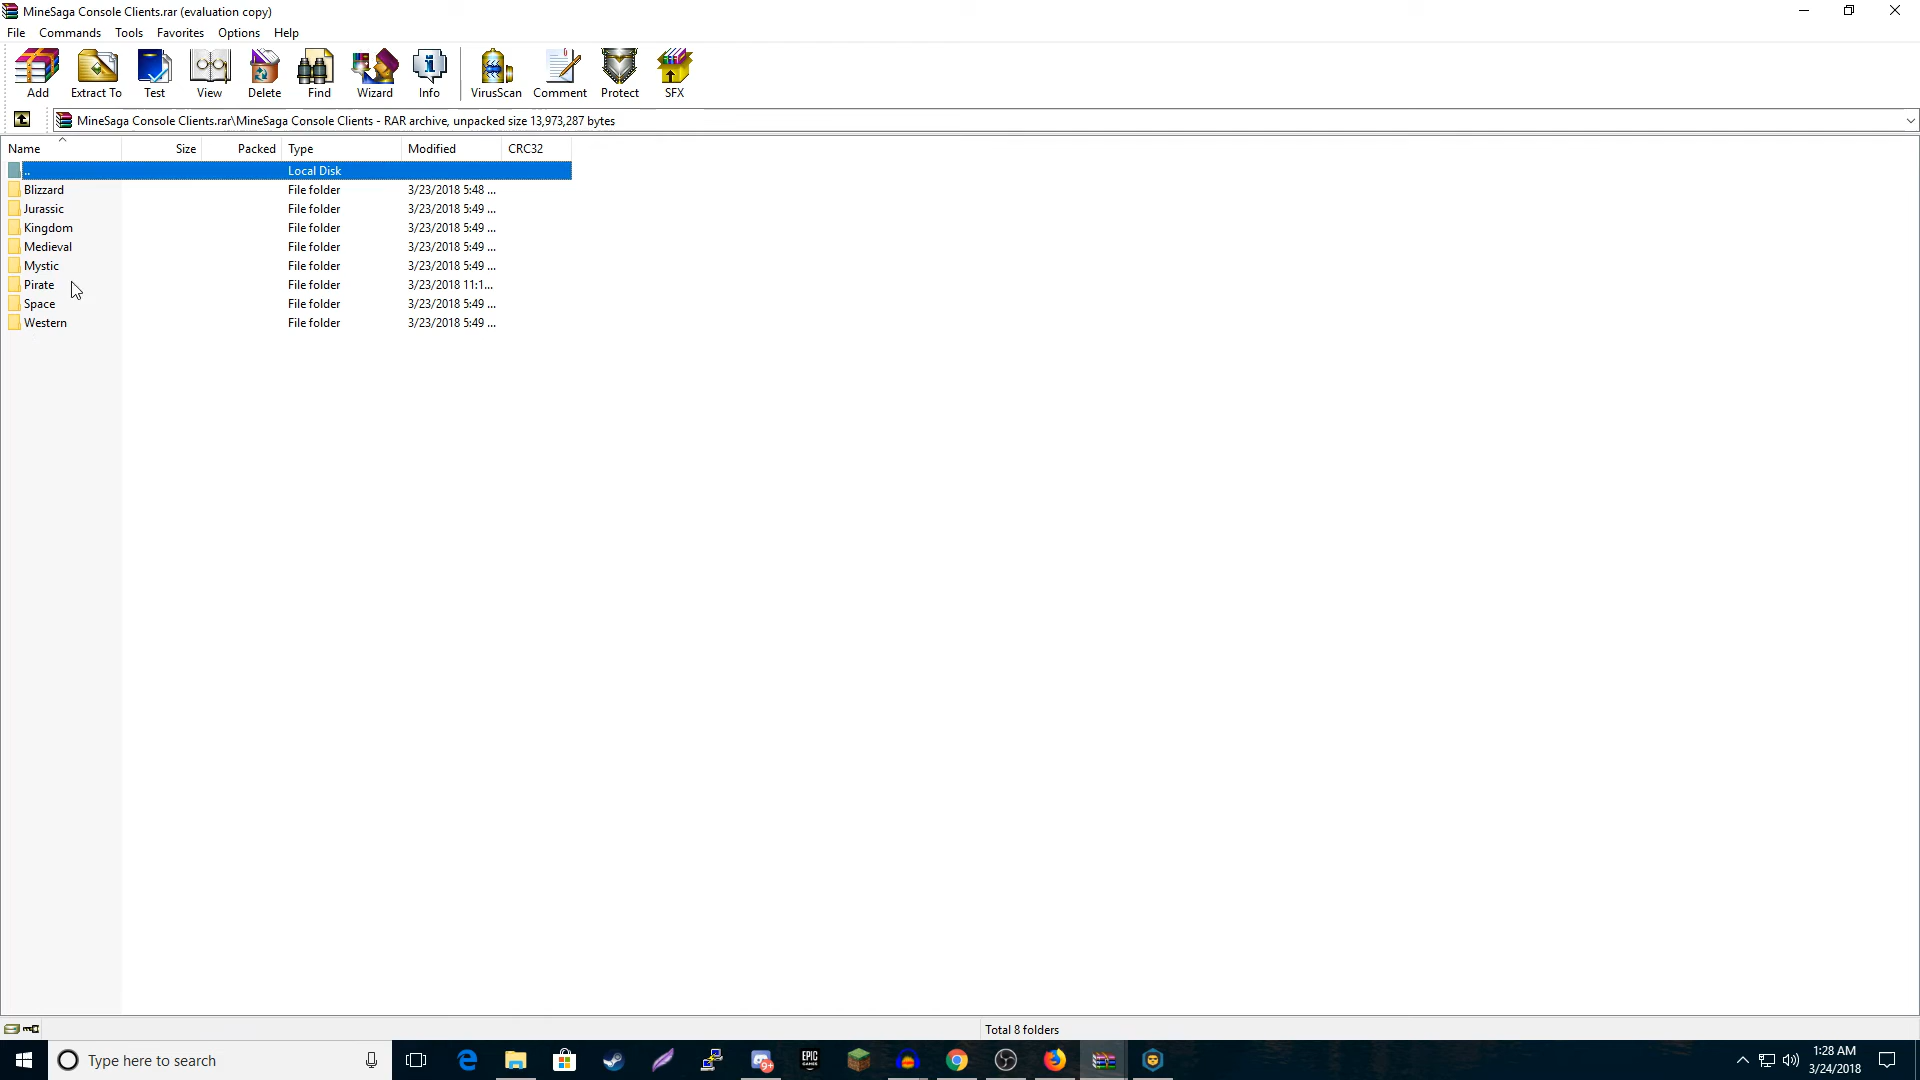 MineSaga Console Clients.rar (evaluation copy)
File Commands Tools Favorites Options Help
Add Extract To Test View Delete Find Wizard Info VirusScan Comment Protect SFX
MineSaga Console Clients.rar\MineSaga Console Clients - RAR archive, unpacked size 13,973,287 bytes
Name Size Packed Type Modified CRC32
.. Local Disk
Blizzard File folder 3/23/2018 5:48 ...
Jurassic File folder 3/23/2018 5:49 ...
Kingdom File folder 3/23/2018 5:49 ...
Medieval File folder 3/23/2018 5:49 ...
Mystic File folder 3/23/2018 5:49 ...
Pirate File folder 3/23/2018 11:1...
Space File folder 3/23/2018 5:49 ...
Western File folder 3/23/2018 5:49 ...
Total 8 folders
Type here to search
9+
EPIC
GAMES
1:28 AM
3/24/2018